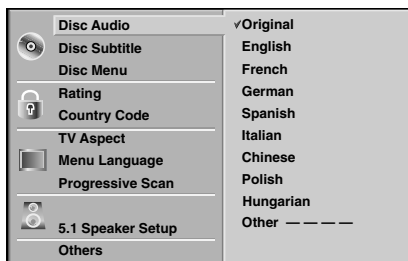 Disc Audio
Disc Subtitle
Disc Menu
Rating
Country Code
TV Aspect
Menu Language
Progressive Scan
5.1 Speaker Setup
Others
✓Original
English
French
German
Spanish
Italian
Chinese
Polish
Hungarian
Other — — — —